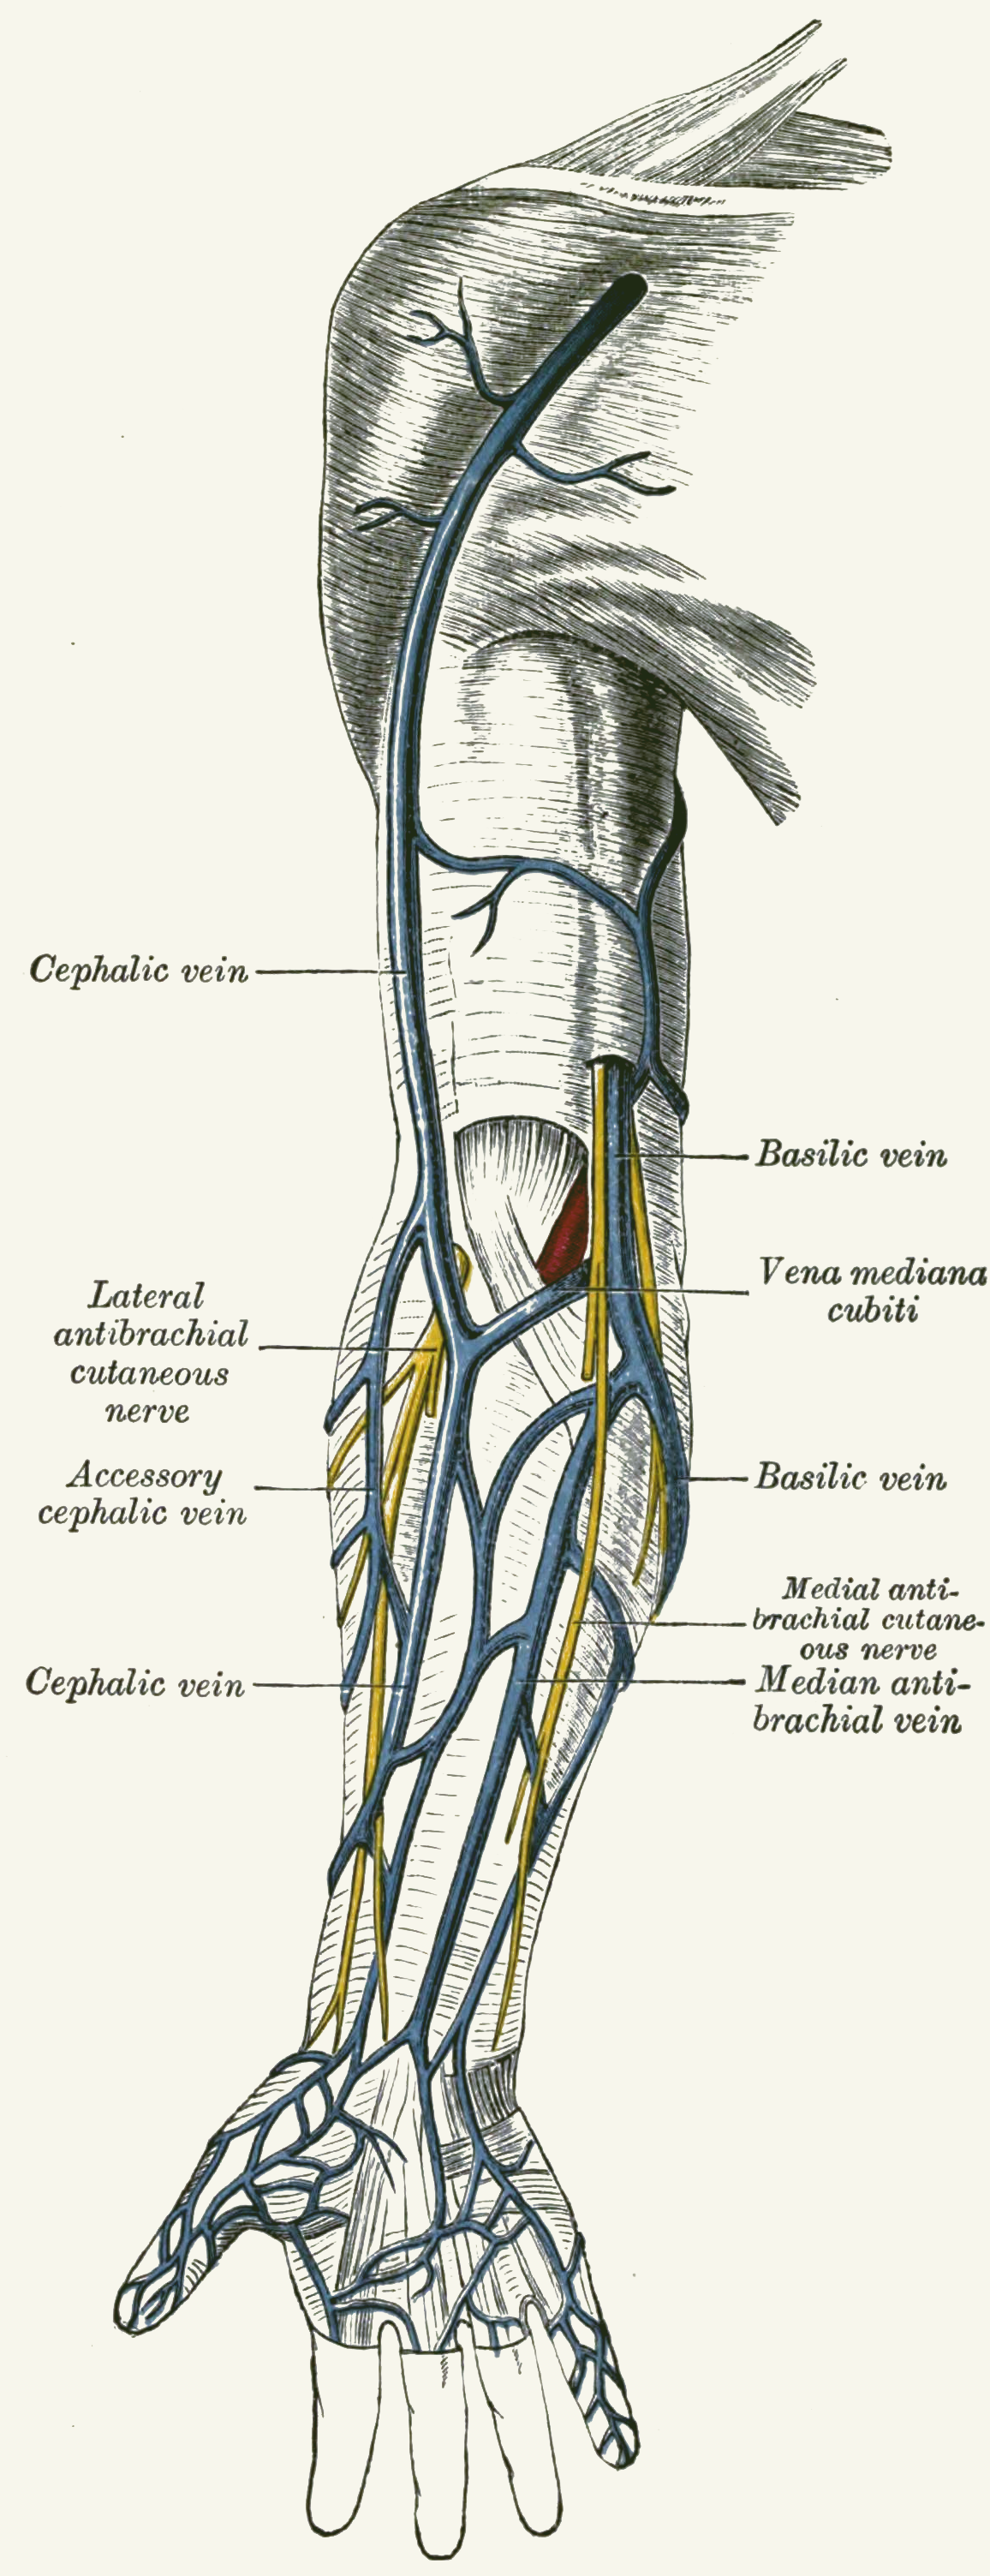 Cephalic vein
Basilic vein
Vena mediana
cubiti
Lateral
antibrachial
cutaneous
nerve
Accessory
cephalic vein
Basilic vein
Medial anti-
brachial cutane-
ous nerve
Cephalic vein
Median anti-
brachial vein